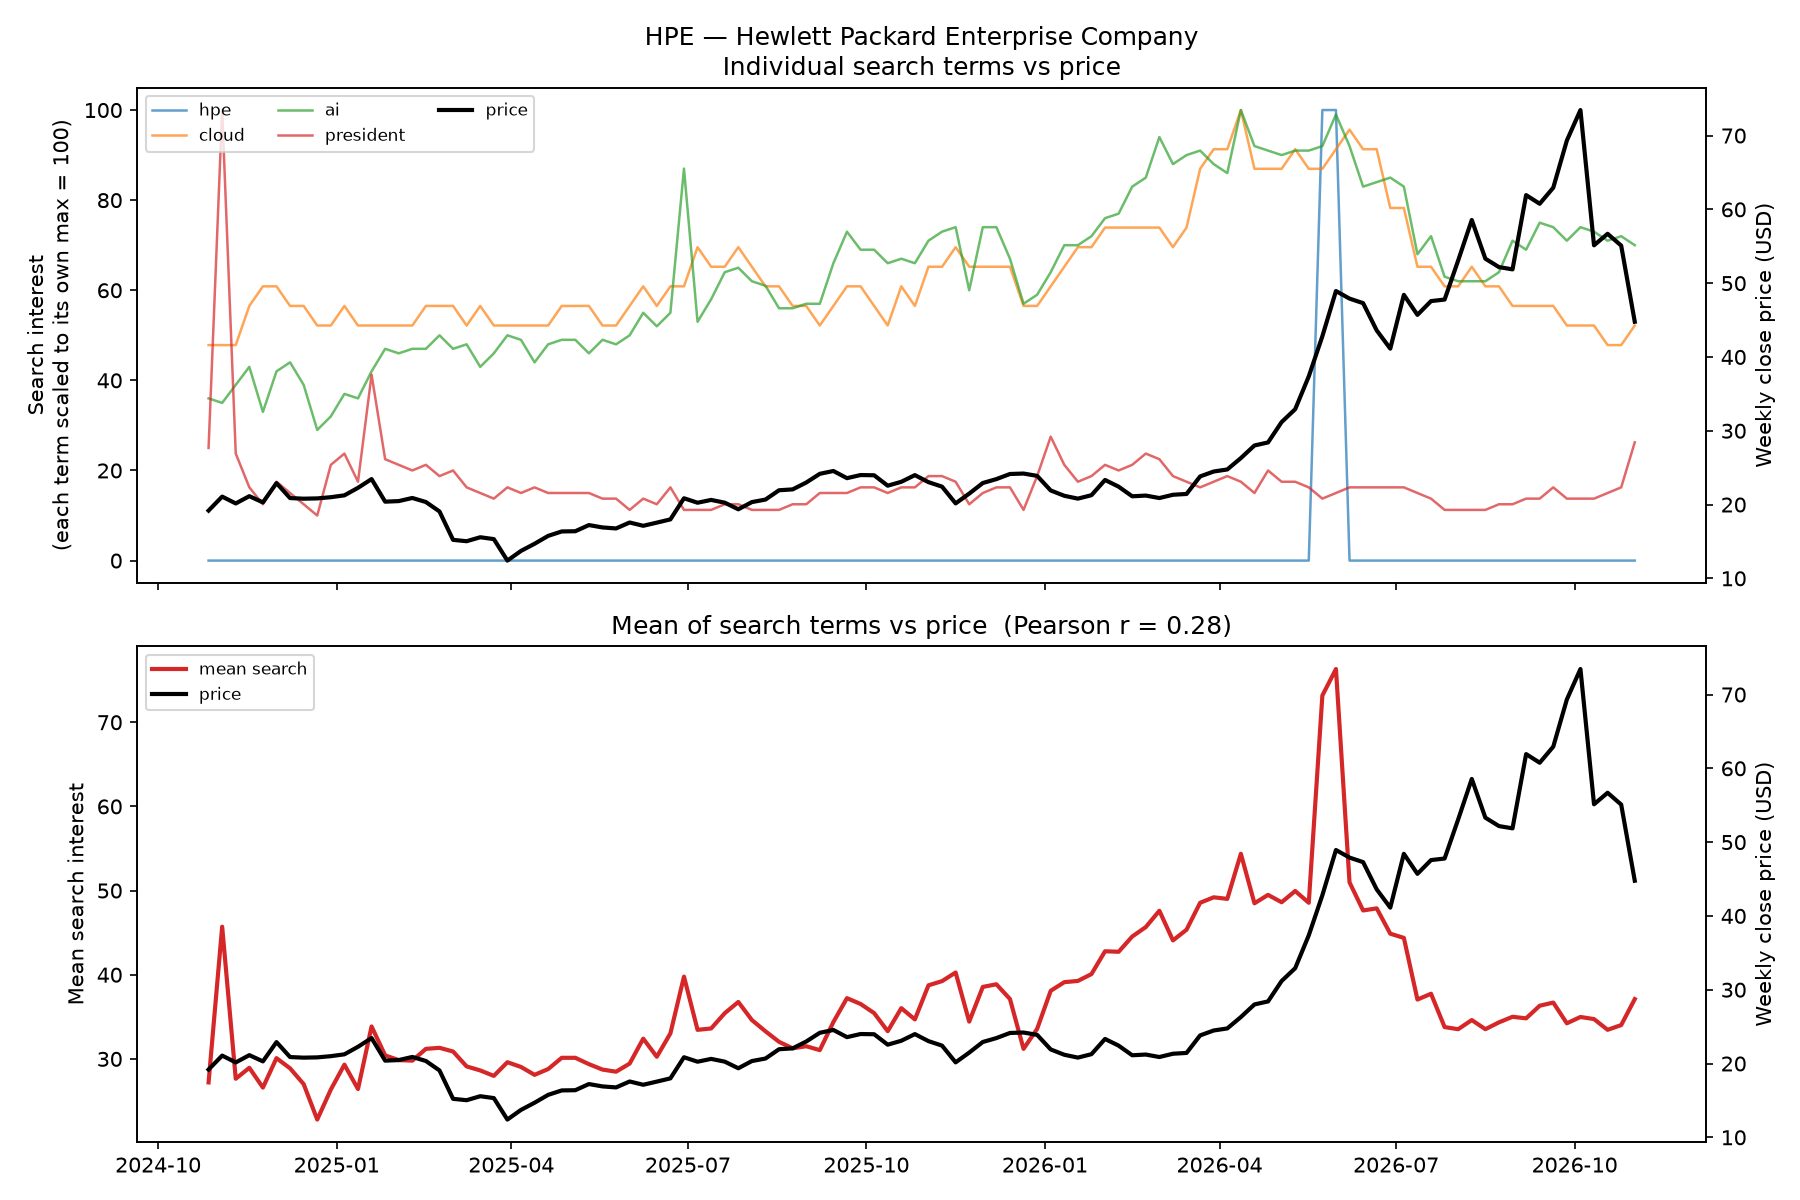 HPE — Hewlett Packard Enterprise Company
Individual search terms vs price
hpe
cloud
ai
president
price
Search interest
(each term scaled to its own max = 100)
100
80
60
40
20
0
Weekly close price (USD)
70
60
50
40
30
20
10
Mean of search terms vs price (Pearson r = 0.28)
mean search
price
Mean search interest
70
60
50
40
30
Weekly close price (USD)
70
60
50
40
30
20
10
2024-10
2025-01
2025-04
2025-07
2025-10
2026-01
2026-04
2026-07
2026-10